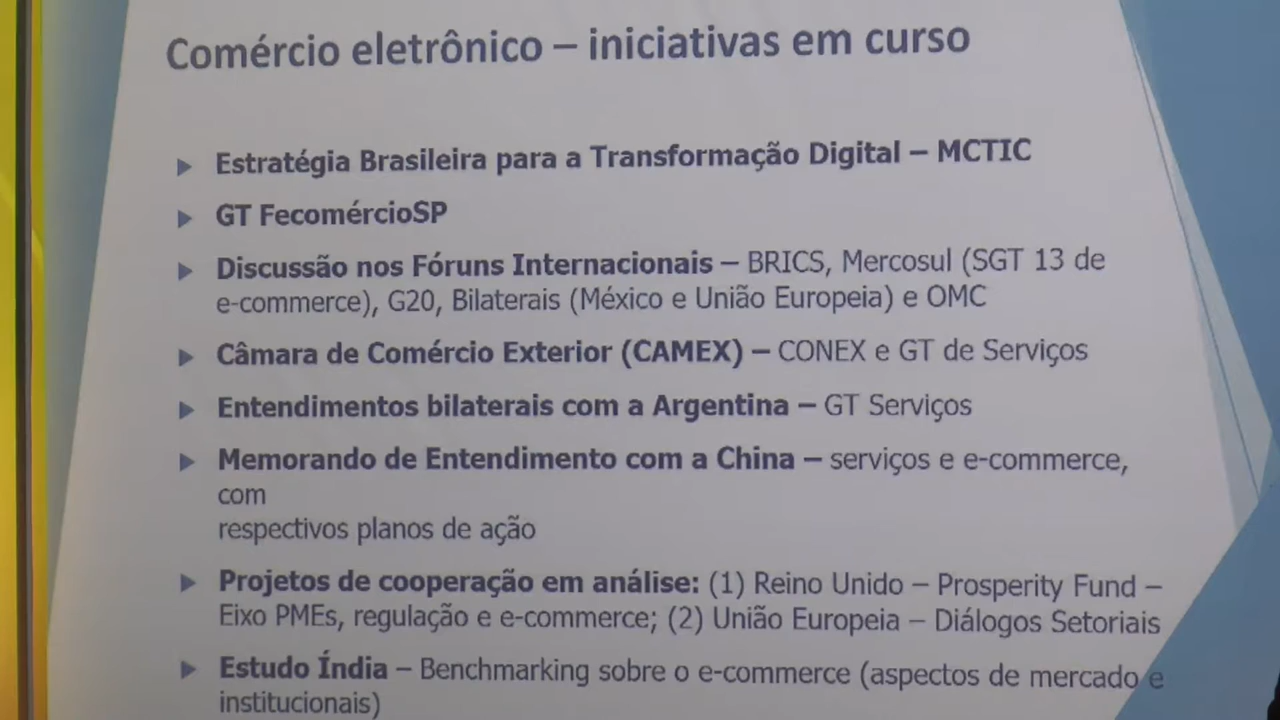 Comércio eletrônico – iniciativas em curso
Estratégia Brasileira para a Transformação Digital – MCTIC
GT FecomércioSP
Discussão nos Fóruns Internacionais – BRICS, Mercosul (SGT 13 de
e-commerce), G20, Bilaterais (México e União Europeia) e OMC
Câmara de Comércio Exterior (CAMEX) – CONEX e GT de Serviços
Entendimentos bilaterais com a Argentina – GT Serviços
Memorando de Entendimento com a China – serviços e e-commerce,
com
respectivos planos de ação
Projetos de cooperação em análise: (1) Reino Unido – Prosperity Fund –
Eixo PMEs, regulação e e-commerce; (2) União Europeia – Diálogos Setoriais
Estudo Índia – Benchmarking sobre o e-commerce (aspectos de mercado e
institucionais)